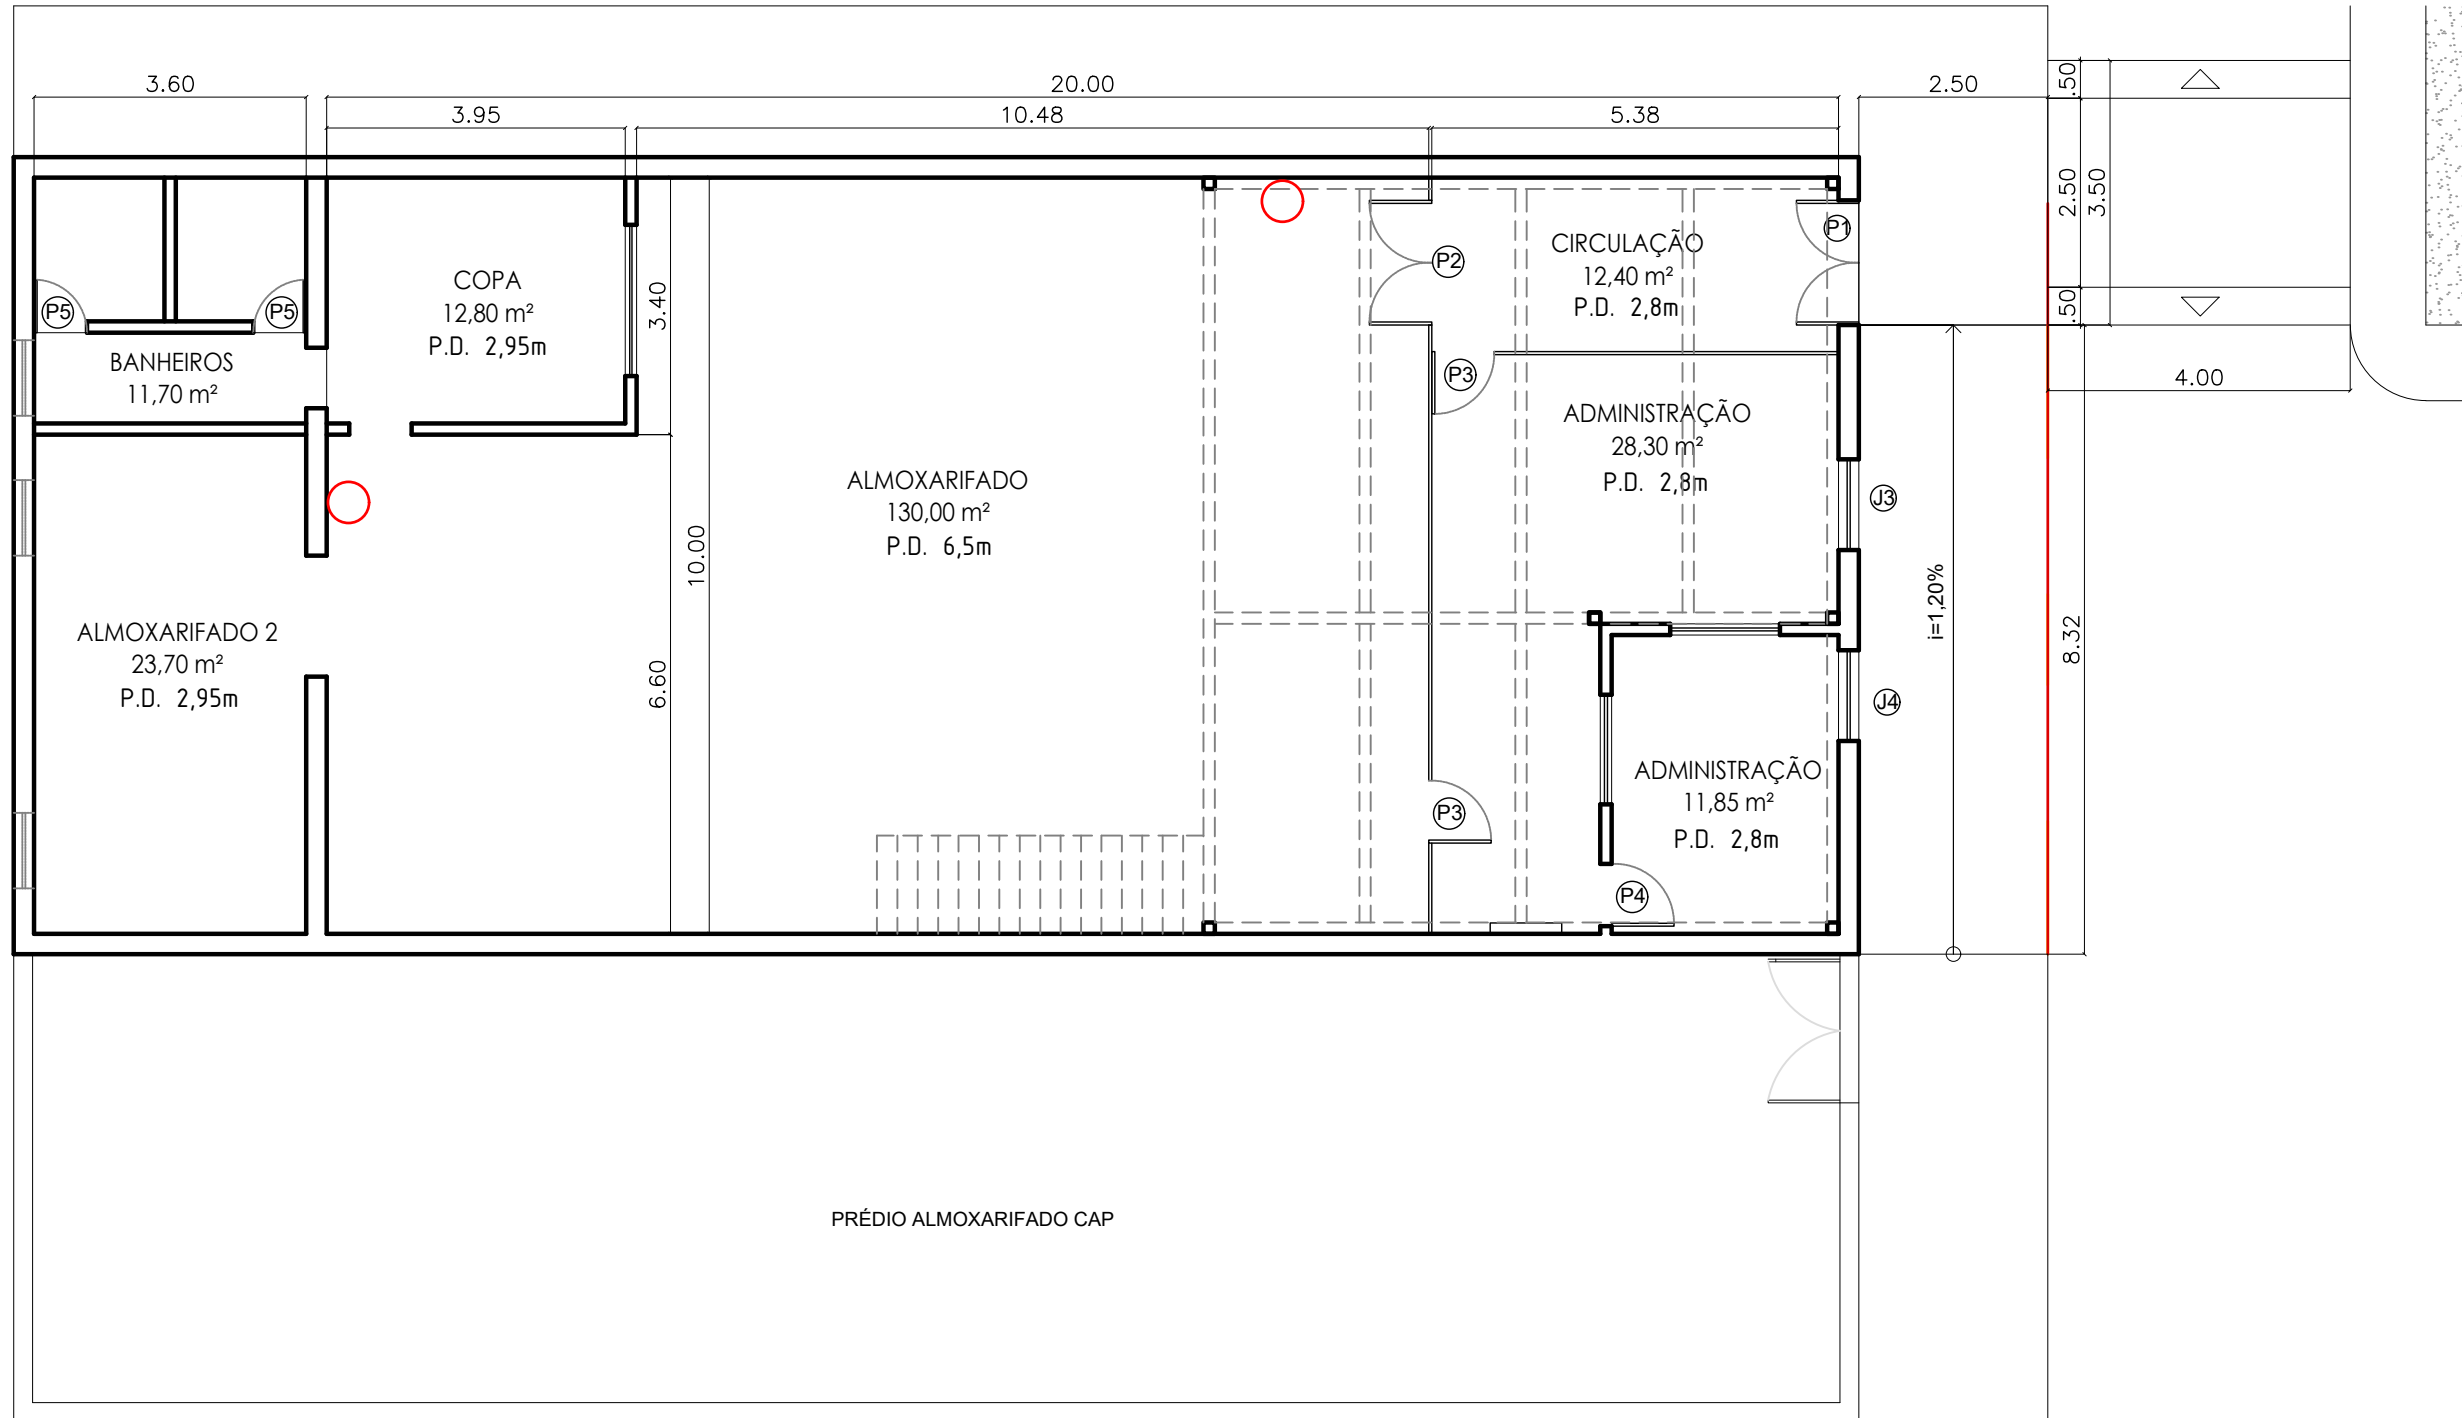 3.60
20.00
2.50
3.95
10.48
5.38
.50
2.50
3.50
.50
P1
CIRCULAÇÃO
12,40 m²
P.D. 2,8m
P2
COPA
12,80 m²
P.D. 2,95m
3.40
P5
P5
BANHEIROS
11,70 m²
P3
4.00
ADMINISTRAÇÃO
28,30 m²
P.D. 2,8m
ALMOXARIFADO
130,00 m²
P.D. 6,5m
10.00
J3
i=1,20%
8.32
ALMOXARIFADO 2
23,70 m²
P.D. 2,95m
6.60
J4
ADMINISTRAÇÃO
11,85 m²
P.D. 2,8m
P3
P4
PRÉDIO ALMOXARIFADO CAP